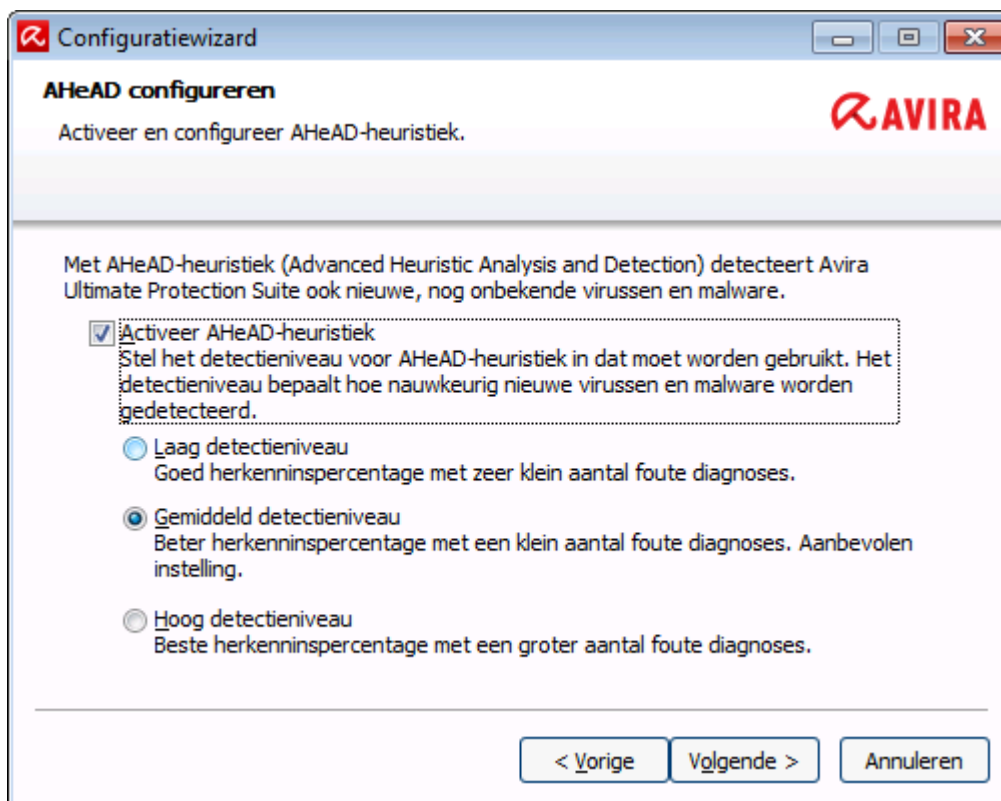 Configuratiewizard
AHeAD configureren
Activeer en configureer AHeAD-heuristiek.
AVIRA
Met AHeAD-heuristiek (Advanced Heuristic Analysis and Detection) detecteert Avira
Ultimate Protection Suite ook nieuwe, nog onbekende virussen en malware.
Activeer AHeAD-heuristiek
Stel het detectieniveau voor AHeAD-heuristiek in dat moet worden gebruikt. Het
detectieniveau bepaalt hoe nauwkeurig nieuwe virussen en malware worden
gedetecteerd.
Laag detectieniveau
Goed herkenninspercentage met zeer klein aantal foute diagnoses.
Gemiddeld detectieniveau
Beter herkenninspercentage met een klein aantal foute diagnoses. Aanbevolen
instelling.
Hoog detectieniveau
Beste herkenninspercentage met een groter aantal foute diagnoses.
< Vorige Volgende > Annuleren